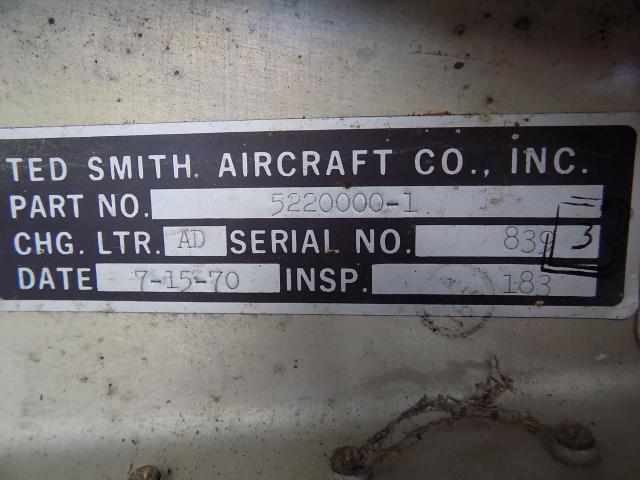 TED SMITH. AIRCRAFT CO., INC.
PART NO. 5220000-1
CHG. LTR. AD SERIAL NO. 839 3
DATE 7-15-70 INSP. 183